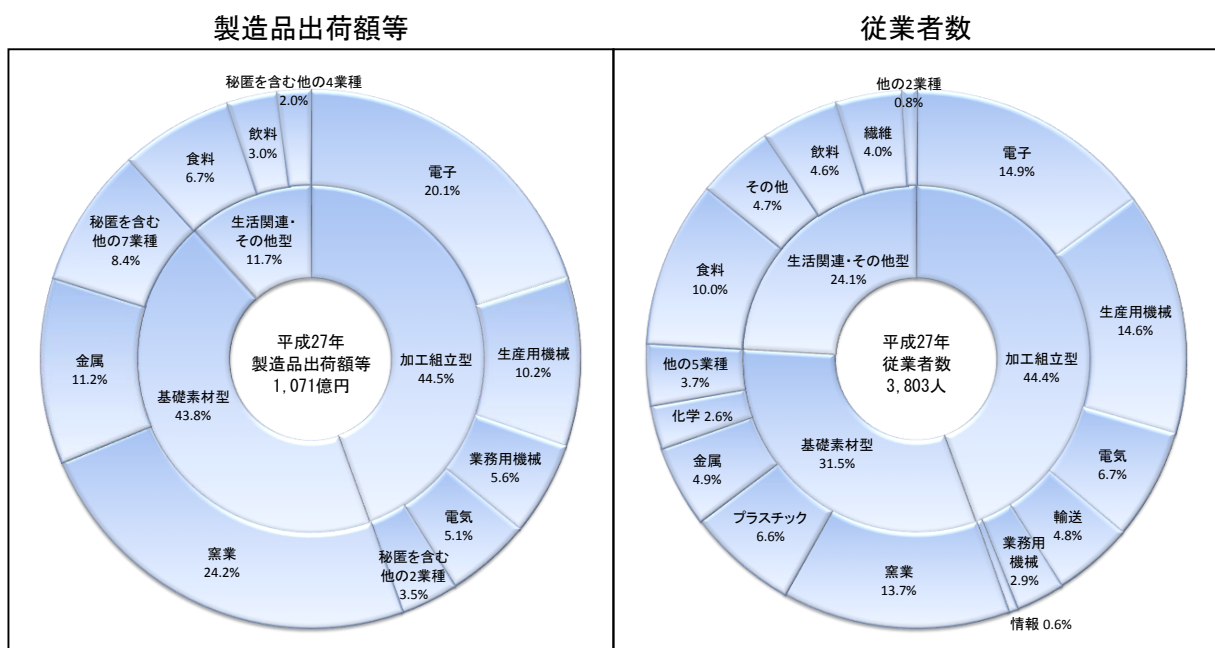 製造品出荷額等
秘匿を含む他の4業種
2.0%
飲料
3.0%
食料
6.7%
秘匿を含む
他の7業種
8.4%
金属
11.2%
窯業
24.2%
秘匿を含む
他の2業種
3.5%
電気
5.1%
業務用機械
5.6%
生産用機械
10.2%
電子
20.1%
生活関連・
その他型
11.7%
基礎素材型
43.8%
加工組立型
44.5%
平成27年
製造品出荷額等
1,071億円
従業者数
他の2業種
0.8%
繊維
4.0%
飲料
4.6%
その他
4.7%
食料
10.0%
他の5業種
3.7%
化学 2.6%
金属
4.9%
プラスチック
6.6%
窯業
13.7%
情報 0.6%
業務用
機械
2.9%
輸送
4.8%
電気
6.7%
生産用機械
14.6%
電子
14.9%
生活関連・その他型
24.1%
基礎素材型
31.5%
加工組立型
44.4%
平成27年
従業者数
3,803人